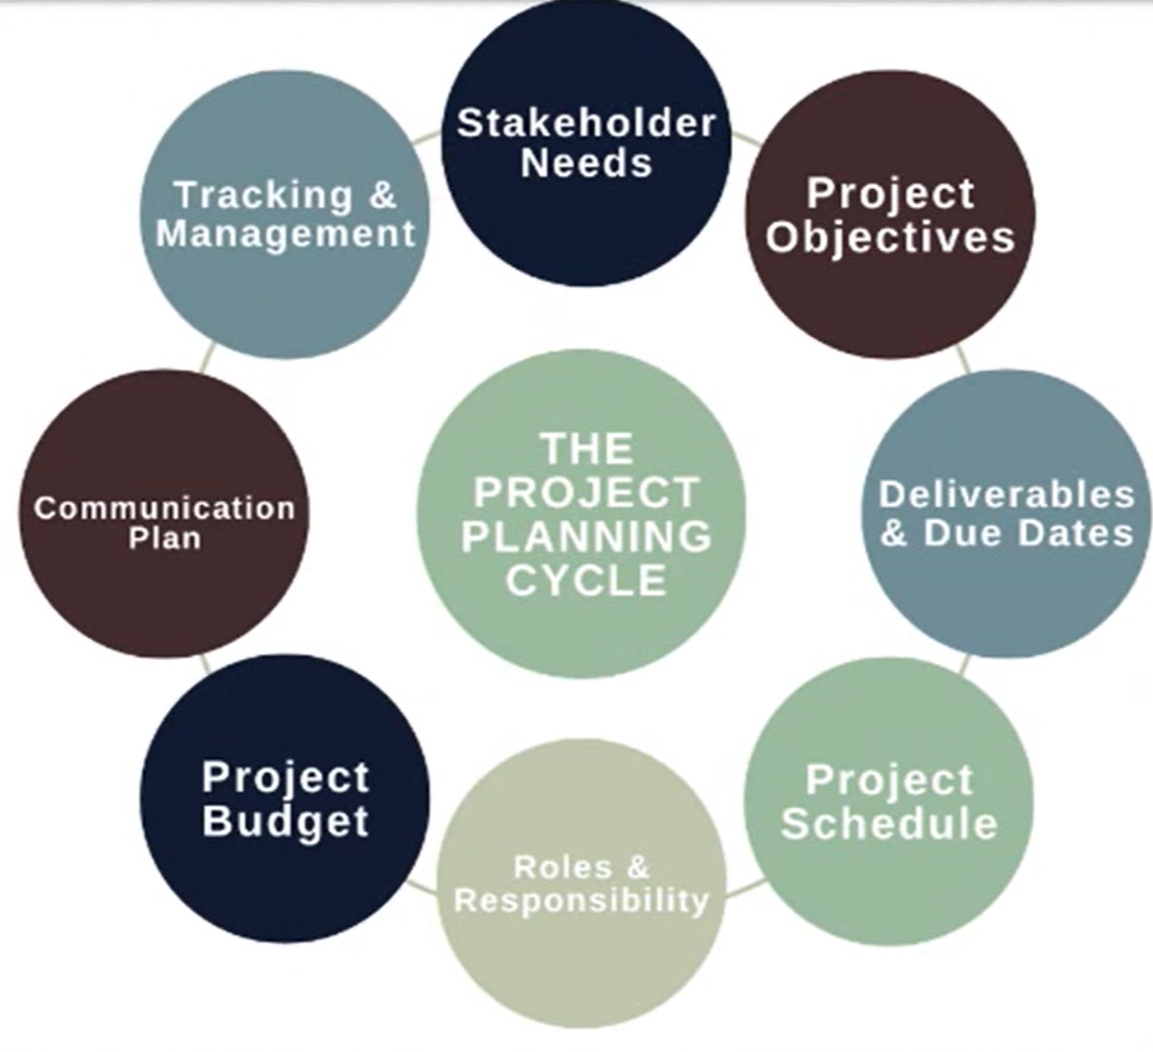 Stakeholder
Needs
Project
Objectives
Deliverables
& Due Dates
Project
Schedule
Roles &
Responsibility
Project
Budget
Communication
Plan
Tracking &
Management
THE
PROJECT
PLANNING
CYCLE